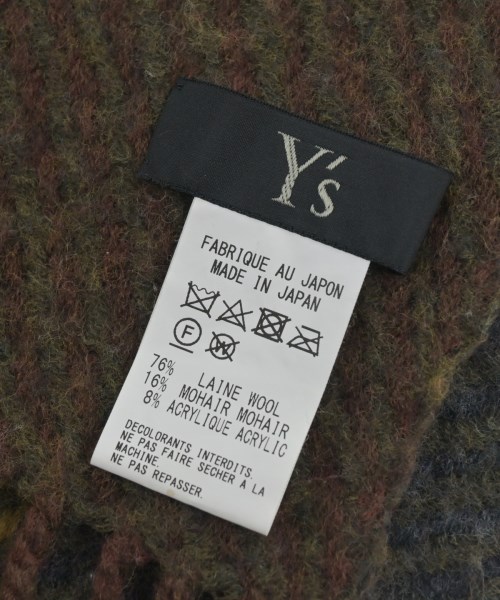 Y's
FABRIQUE AU JAPON
MADE IN JAPAN
F
W
76% LAINE WOOL
16% MOHAIR MOHAIR
8% ACRYLIQUE ACRYLIC
DECOLORANTS INTERDITS.
NE PAS FAIRE SECHER A LA
MACHINE.
NE PAS REPASSER.